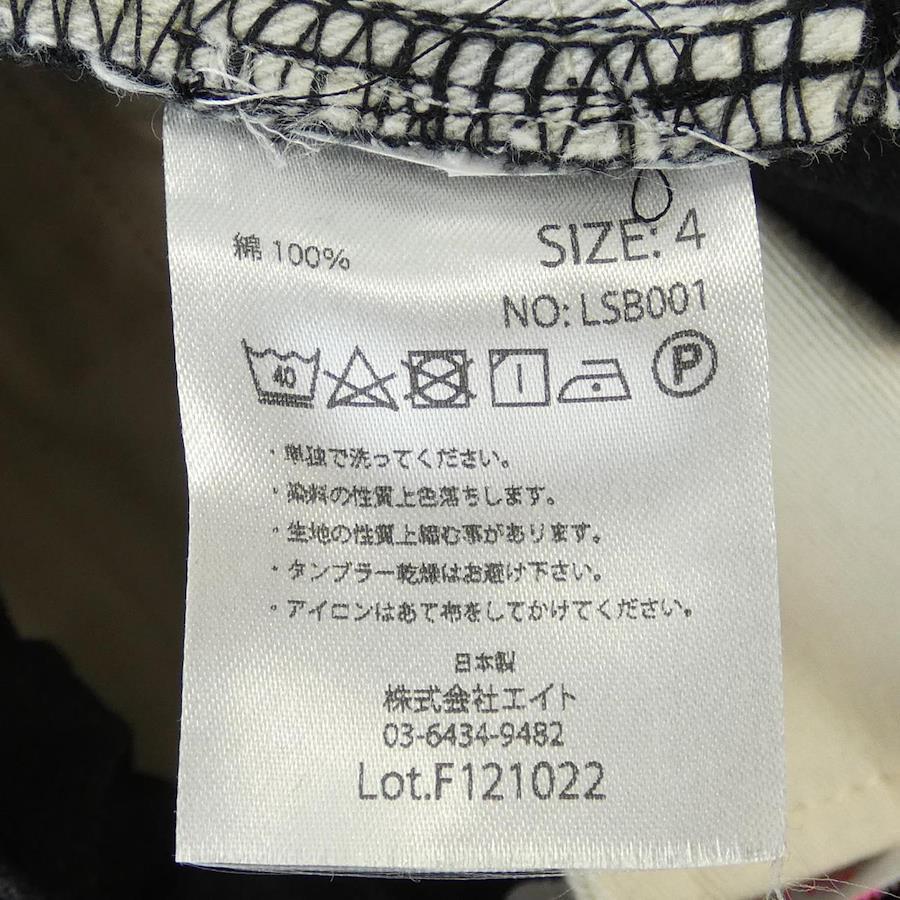 綿 100%
SIZE: 4
NO: LSB001
40
P
・単独で洗ってください。
・染料の性質上色落ちします。
・生地の性質上縮む事があります。
・タンブラー乾燥はお避け下さい。
・アイロンはあて布をしてかけてください。
日本製
株式会社エイト
03-6434-9482
Lot.F121022